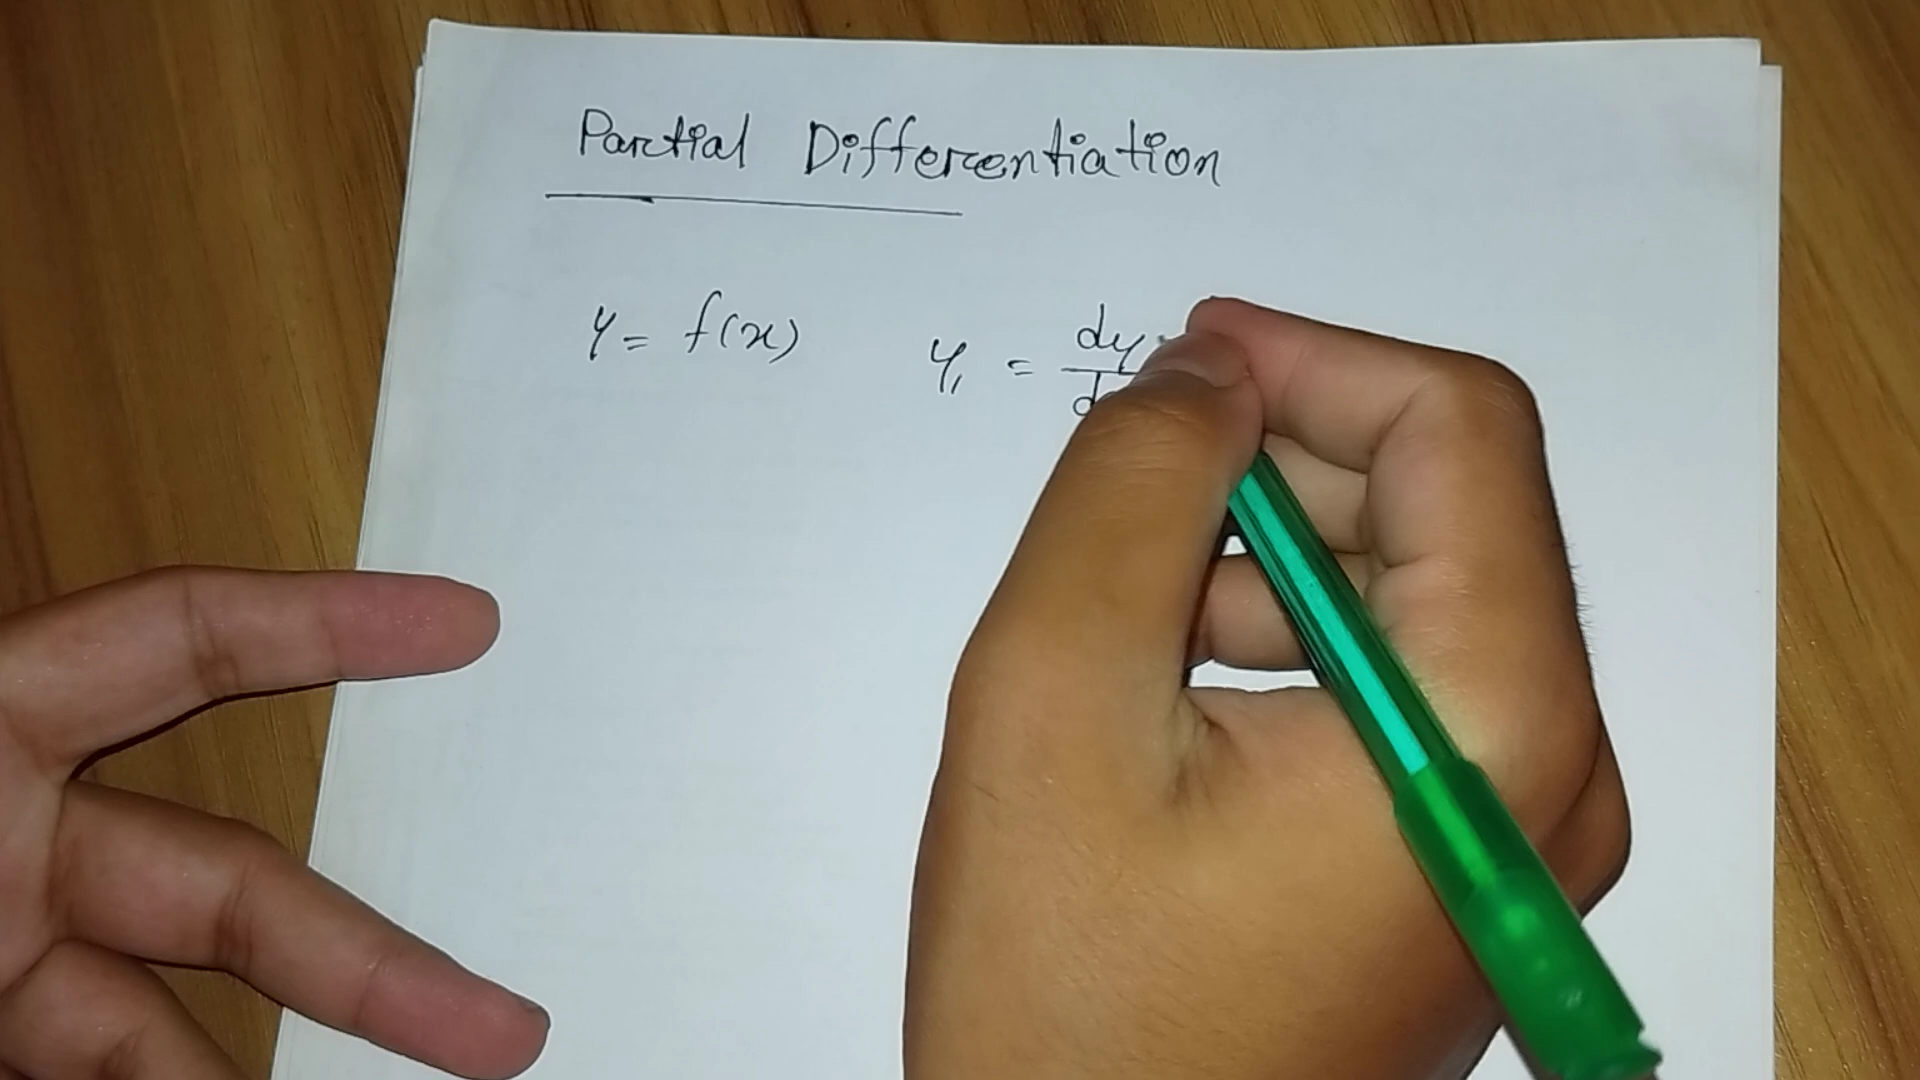 Partial Differentiation
y = f(x) y₁ = dy